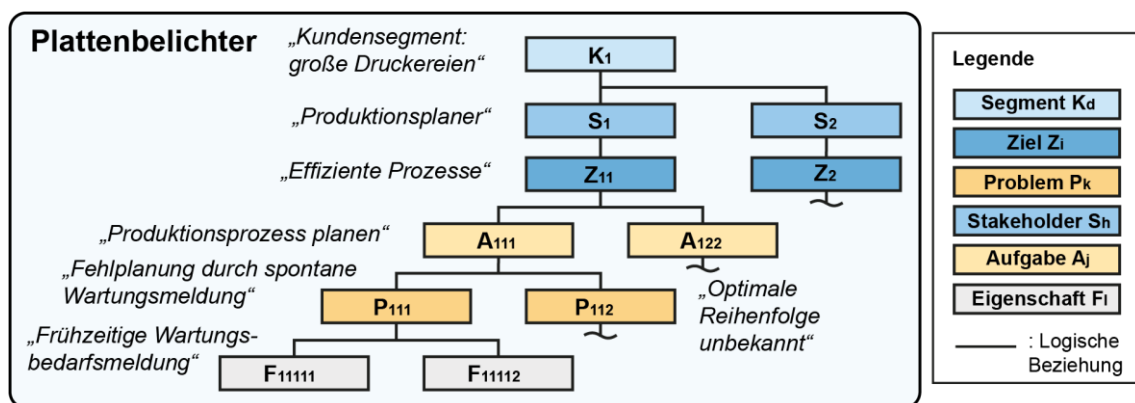 Plattenbelichter
„Kundensegment:
große Druckereien“
K1
„Produktionsplaner“
S1
S2
„Effiziente Prozesse“
Z11
Z2
„Produktionsprozess planen“
A111
A122
„Fehlplanung durch spontane
Wartungsmeldung“
P111
P112
„Optimale
Reihenfolge
unbekannt“
„Frühzeitige Wartungs-
bedarfsmeldung“
F11111
F11112
Legende
Segment Kd
Ziel Zi
Problem Pk
Stakeholder Sh
Aufgabe Aj
Eigenschaft Fl
: Logische
Beziehung